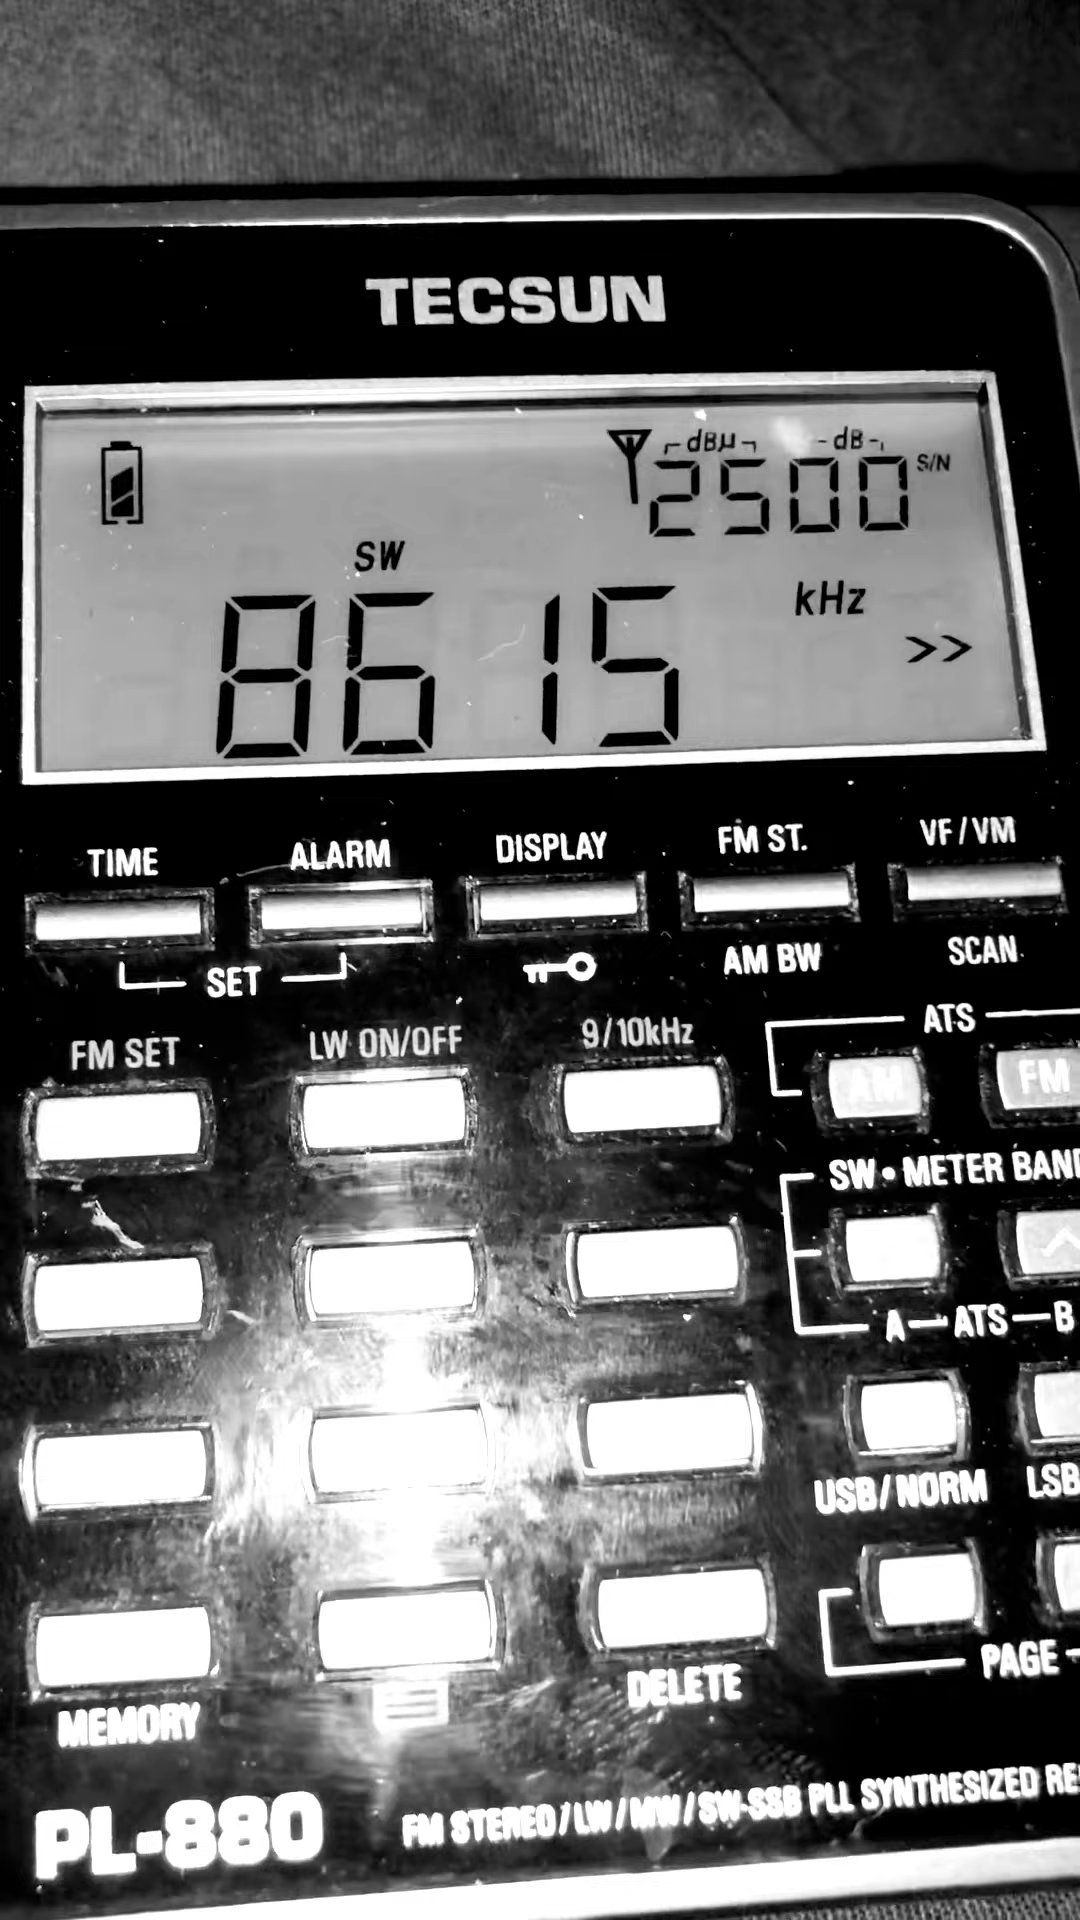 TECSUN
dBµ dB
2500 S/N
SW
8615 kHz >>
TIME ALARM DISPLAY FM ST. VF/VM
SET AM BW SCAN
FM SET LW ON/OFF 9/10kHz ATS
AM FM
SW•METER BAND
A—ATS—B
USB/NORM LSB
MEMORY DELETE PAGE
PL-880 FM STEREO/LW/MW/SW-SSB PLL SYNTHESIZED